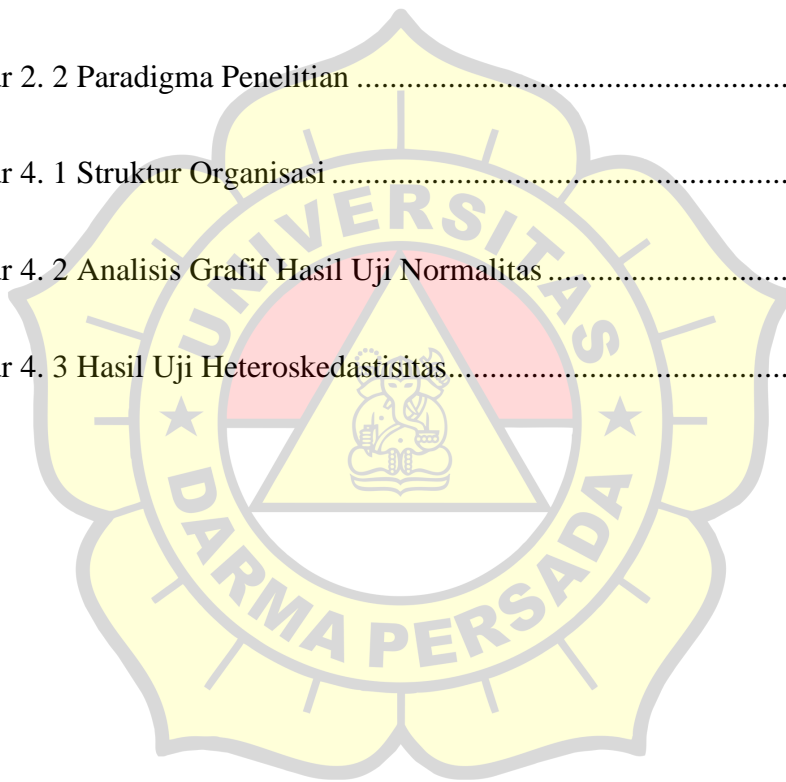 r 2. 2 Paradigma Penelitian ....................................................
r 4. 1 Struktur Organisasi .......................................................
r 4. 2 Analisis Grafif Hasil Uji Normalitas .............................
r 4. 3 Hasil Uji Heteroskedastisitas.........................................
UNIVERSITAS
DARMA PERSADA